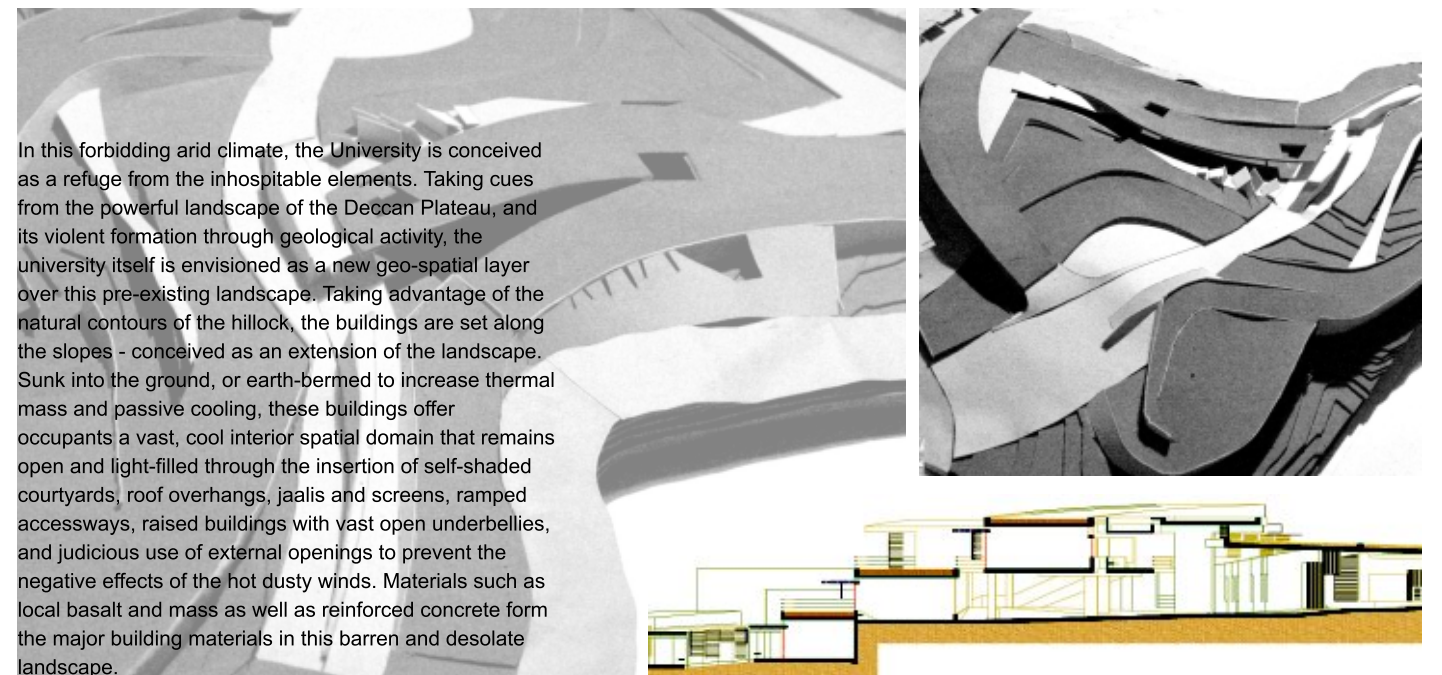 In this forbidding arid climate, the University is conceived
as a refuge from the inhospitable elements. Taking cues
from the powerful landscape of the Deccan Plateau, and
its violent formation through geological activity, the
university itself is envisioned as a new geo-spatial layer
over this pre-existing landscape. Taking advantage of the
natural contours of the hillock, the buildings are set along
the slopes - conceived as an extension of the landscape.
Sunk into the ground, or earth-bermed to increase thermal
mass and passive cooling, these buildings offer
occupants a vast, cool interior spatial domain that remains
open and light-filled through the insertion of self-shaded
courtyards, roof overhangs, jaalis and screens, ramped
accessways, raised buildings with vast open underbellies,
and judicious use of external openings to prevent the
negative effects of the hot dusty winds. Materials such as
local basalt and mass as well as reinforced concrete form
the major building materials in this barren and desolate
landscape.